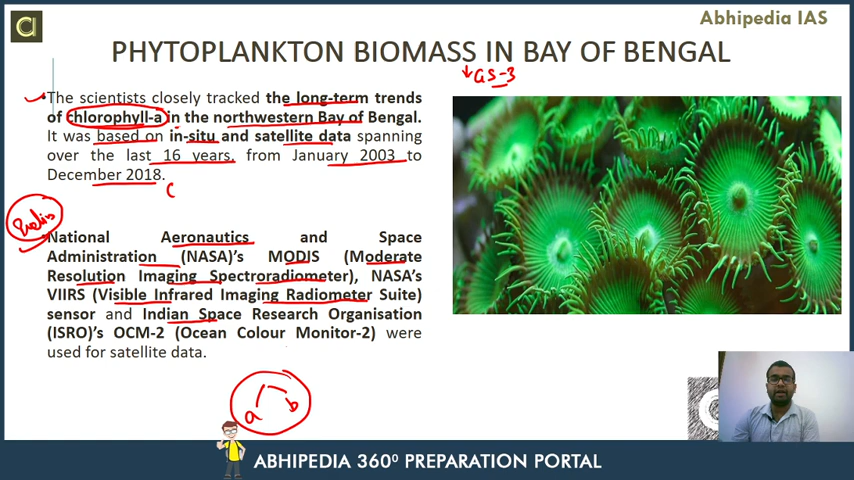 Abhipedia IAS
a
PHYTOPLANKTON BIOMASS IN BAY OF BENGAL
↓ GS-3
The scientists closely tracked the long-term trends
of chlorophyll-a in the northwestern Bay of Bengal.
It was based on in-situ and satellite data spanning
over the last 16 years, from January 2003 to
December 2018.
National Aeronautics and Space
Administration (NASA)'s MODIS (Moderate
Resolution Imaging Spectroradiometer), NASA's
VIIRS (Visible Infrared Imaging Radiometer Suite)
sensor and Indian Space Research Organisation
(ISRO)'s OCM-2 (Ocean Colour Monitor-2) were
used for satellite data.
a b
ABHIPEDIA 360⁰ PREPARATION PORTAL